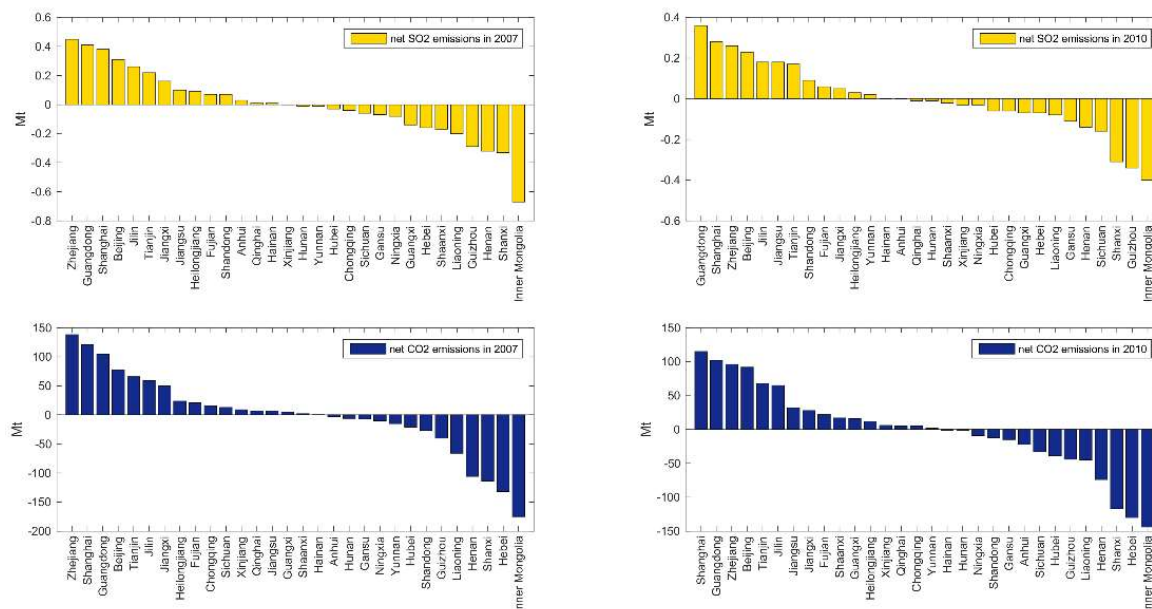 0.6
0.4
0.2
0
-0.2
-0.4
-0.6
-0.8
Mt
net SO2 emissions in 2007
Zhejiang
Guangdong
Shanghai
Beijing
Jilin
Tianjin
Jiangxi
Jiangsu
Heilongjiang
Fujian
Shandong
Anhui
Qinghai
Hainan
Xinjiang
Hunan
Yunnan
Hubei
Chongqing
Sichuan
Gansu
Ningxia
Guangxi
Hebei
Shaanxi
Liaoning
Guizhou
Henan
Shanxi
Inner Mongolia
0.4
0.2
0
-0.2
-0.4
-0.6
Mt
net SO2 emissions in 2010
Guangdong
Shanghai
Zhejiang
Beijing
Jilin
Jiangsu
Tianjin
Shandong
Fujian
Jiangxi
Heilongjiang
Yunnan
Hainan
Anhui
Qinghai
Hunan
Shaanxi
Xinjiang
Ningxia
Hubei
Chongqing
Guangxi
Hebei
Liaoning
Gansu
Henan
Sichuan
Shanxi
Guizhou
Inner Mongolia
150
100
50
0
-50
-100
-150
-200
Mt
net CO2 emissions in 2007
Zhejiang
Shanghai
Guangdong
Beijing
Tianjin
Jilin
Jiangxi
Heilongjiang
Fujian
Chongqing
Sichuan
Xinjiang
Qinghai
Jiangsu
Guangxi
Shaanxi
Hainan
Anhui
Hunan
Gansu
Ningxia
Yunnan
Hubei
Shandong
Guizhou
Liaoning
Henan
Shanxi
Hebei
nner Mongolia
150
100
50
0
-50
-100
-150
Mt
net CO2 emissions in 2010
Shanghai
Guangdong
Zhejiang
Beijing
Tianjin
Jilin
Jiangsu
Jiangxi
Fujian
Shaanxi
Guangxi
Heilongjiang
Xinjiang
Qinghai
Chongqing
Yunnan
Hainan
Hunan
Ningxia
Shandong
Gansu
Anhui
Sichuan
Hubei
Guizhou
Liaoning
Henan
Shanxi
Hebei
nner Mongolia